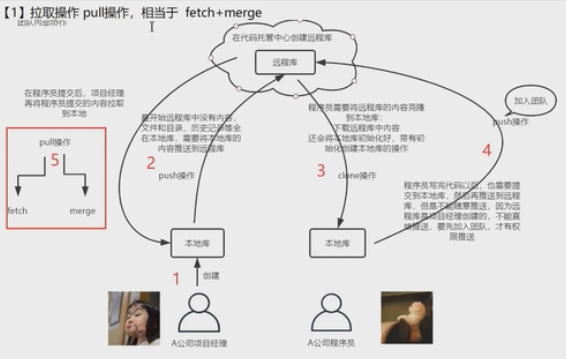 【1】拉取操作 pull操作，相当于 fetch+merge
团队内部协作
在代码托管中心创建远程库
远程库
在程序员提交后，项目经理
再将程序员提交的内容拉取
到本地
最开始远程库中没有内容，
文件和目录，历史记录等全
在本地库，需要将本地库的
内容推送到远程库
程序员需要将远程库的内容克隆
到本地库：
下载远程库中内容
还会将本地库初始化好，带有初
始化创建本地库的操作
加入团队
push操作
pull操作
5
fetch
merge
2
push操作
3
clone操作
4
程序员写完代码以后，也需要提
交到本地库，然后再推送到远程
库，但是不能随意推送，因为远
程库是项目经理创建的，不能直
接推送，要先加入团队，才有权
限推送
本地库
本地库
1
创建
A公司项目经理
A公司程序员